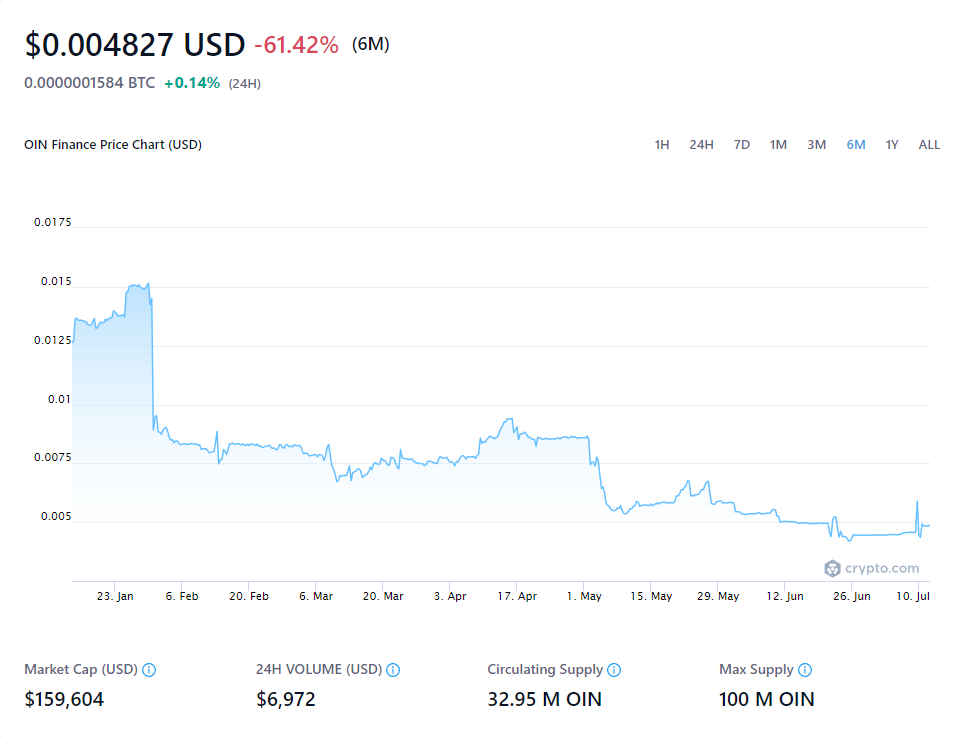 $0.004827 USD -61.42% (6M)
0.0000001584 BTC +0.14% (24H)
OIN Finance Price Chart (USD) 1H 24H 7D 1M 3M 6M 1Y ALL
0.0175
0.015
0.0125
0.01
0.0075
0.005
crypto.com
23. Jan 6. Feb 20. Feb 6. Mar 20. Mar 3. Apr 17. Apr 1. May 15. May 29. May 12. Jun 26. Jun 10. Jul
Market Cap (USD) 24H VOLUME (USD) Circulating Supply Max Supply
$159,604 $6,972 32.95 M OIN 100 M OIN